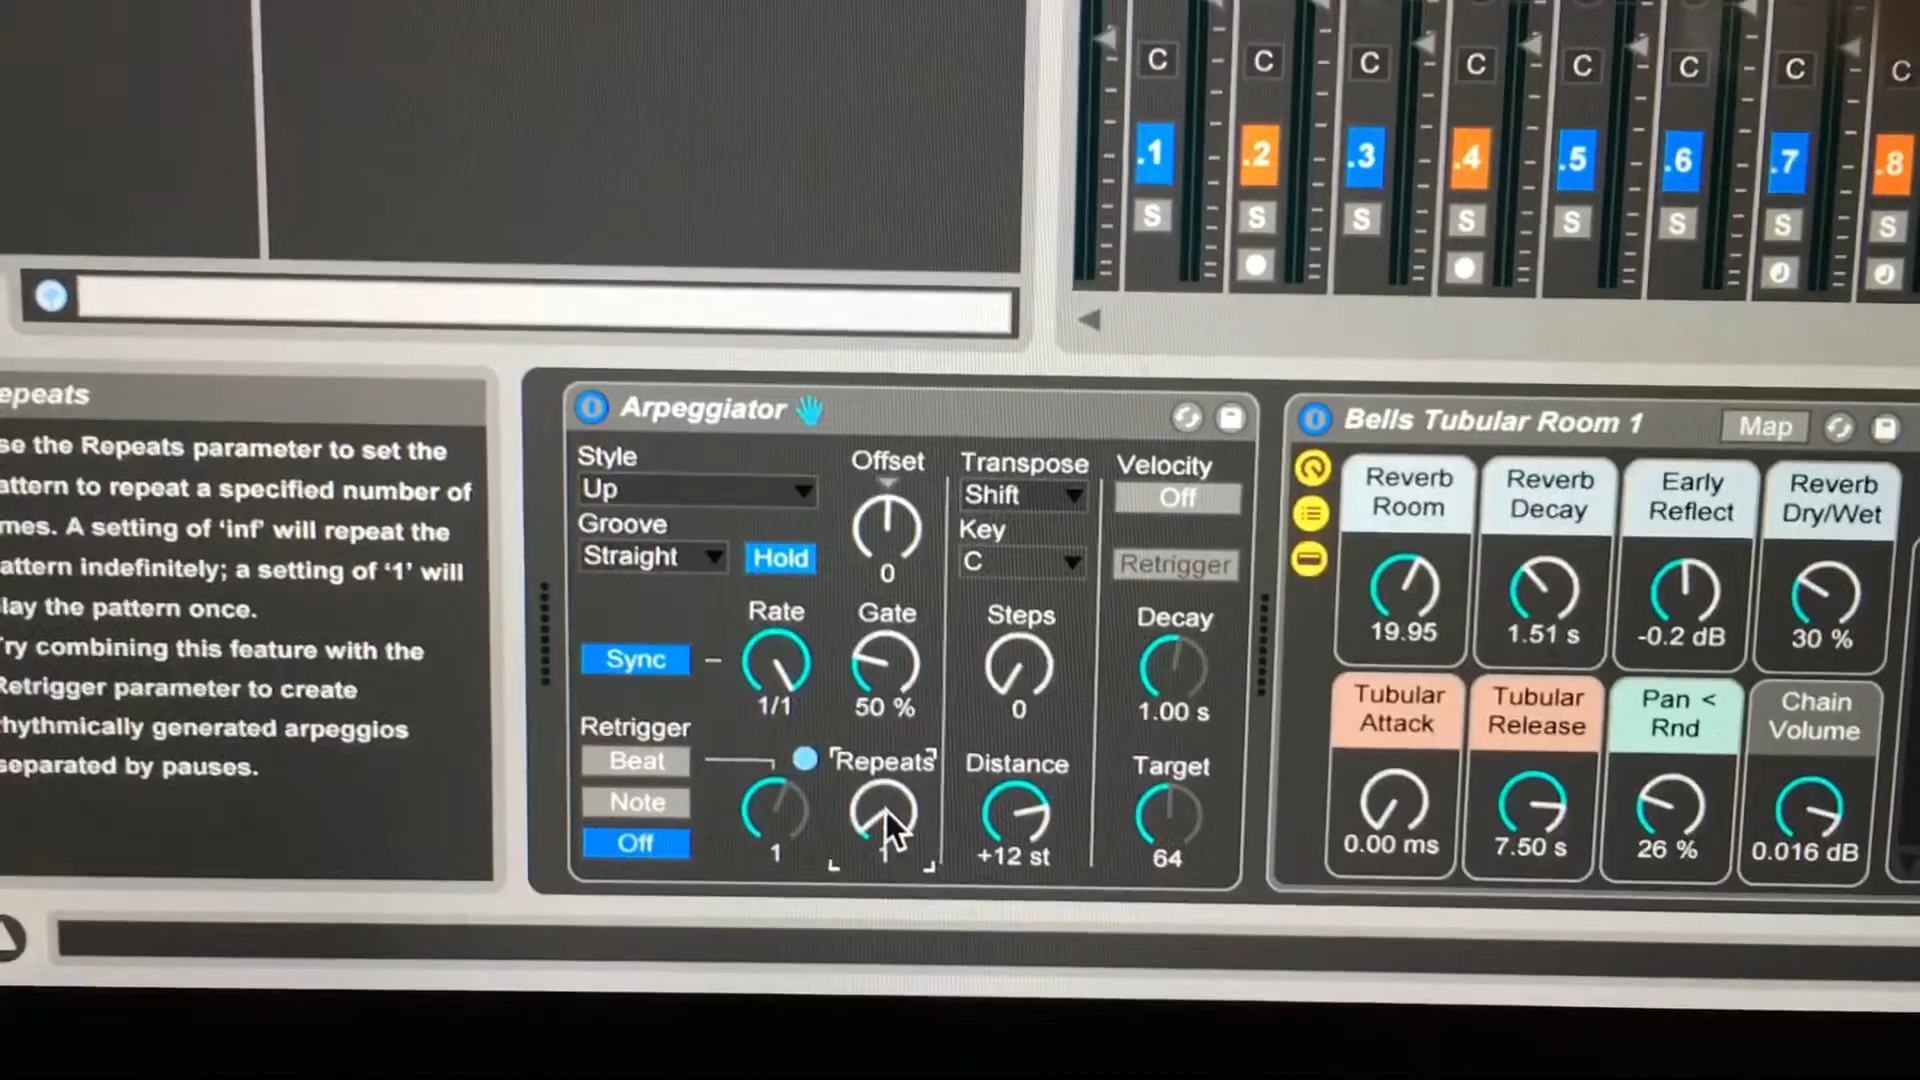 C C C C C C C C
.1 .2 .3 .4 .5 .6 .7 .8
S S S S S S S S
epeats
se the Repeats parameter to set the
attern to repeat a specified number of
mes. A setting of ‘inf’ will repeat the
attern indefinitely; a setting of ‘1’ will
lay the pattern once.
ry combining this feature with the
Retrigger parameter to create
hythmically generated arpeggios
separated by pauses.
Arpeggiator
Style
Up
Groove
Straight
Hold
Offset
0
Rate
1/1
Gate
50 %
Sync
Retrigger
Beat
Note
Off
1
Repeats
1
Transpose
Shift
Key
C
Steps
0
Distance
+12 st
Velocity
Off
Retrigger
Decay
1.00 s
Target
64
Bells Tubular Room 1
Map
Reverb
Room
19.95
Reverb
Decay
1.51 s
Early
Reflect
-0.2 dB
Reverb
Dry/Wet
30 %
Tubular
Attack
0.00 ms
Tubular
Release
7.50 s
Pan <
Rnd
26 %
Chain
Volume
0.016 dB